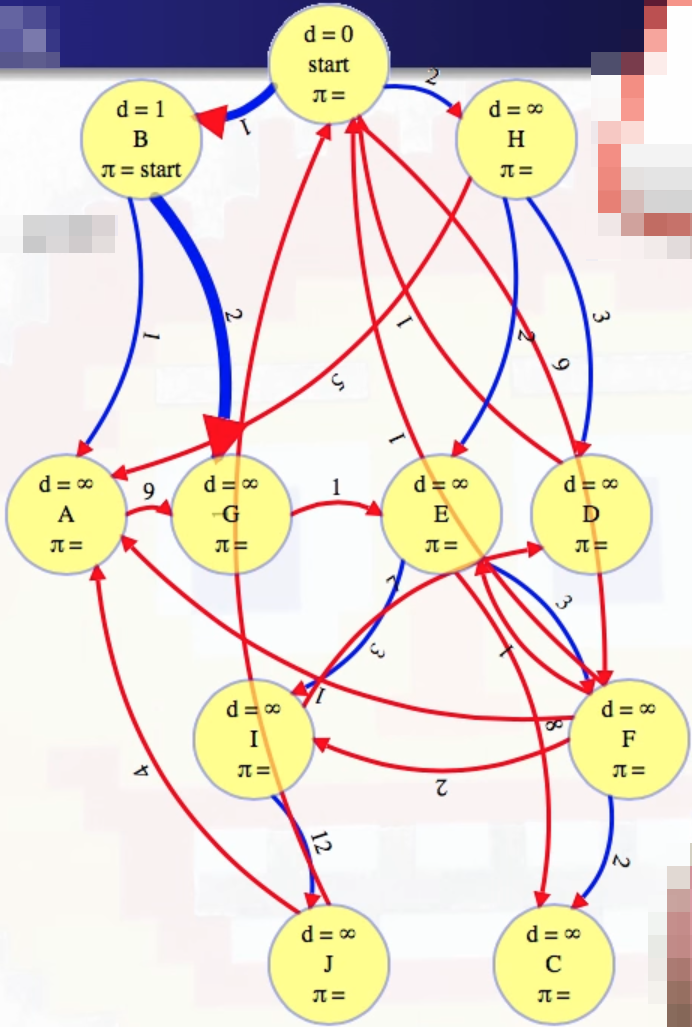 d = 0
start
π =
d = 1
B
π = start
d = ∞
H
π =
1
2
1
2
2
3
1
9
5
1
d = ∞
A
π =
9
d = ∞
G
π =
1
d = ∞
E
π =
d = ∞
D
π =
7
3
3
1
1
d = ∞
I
π =
8
d = ∞
F
π =
2
4
12
2
d = ∞
J
π =
d = ∞
C
π =